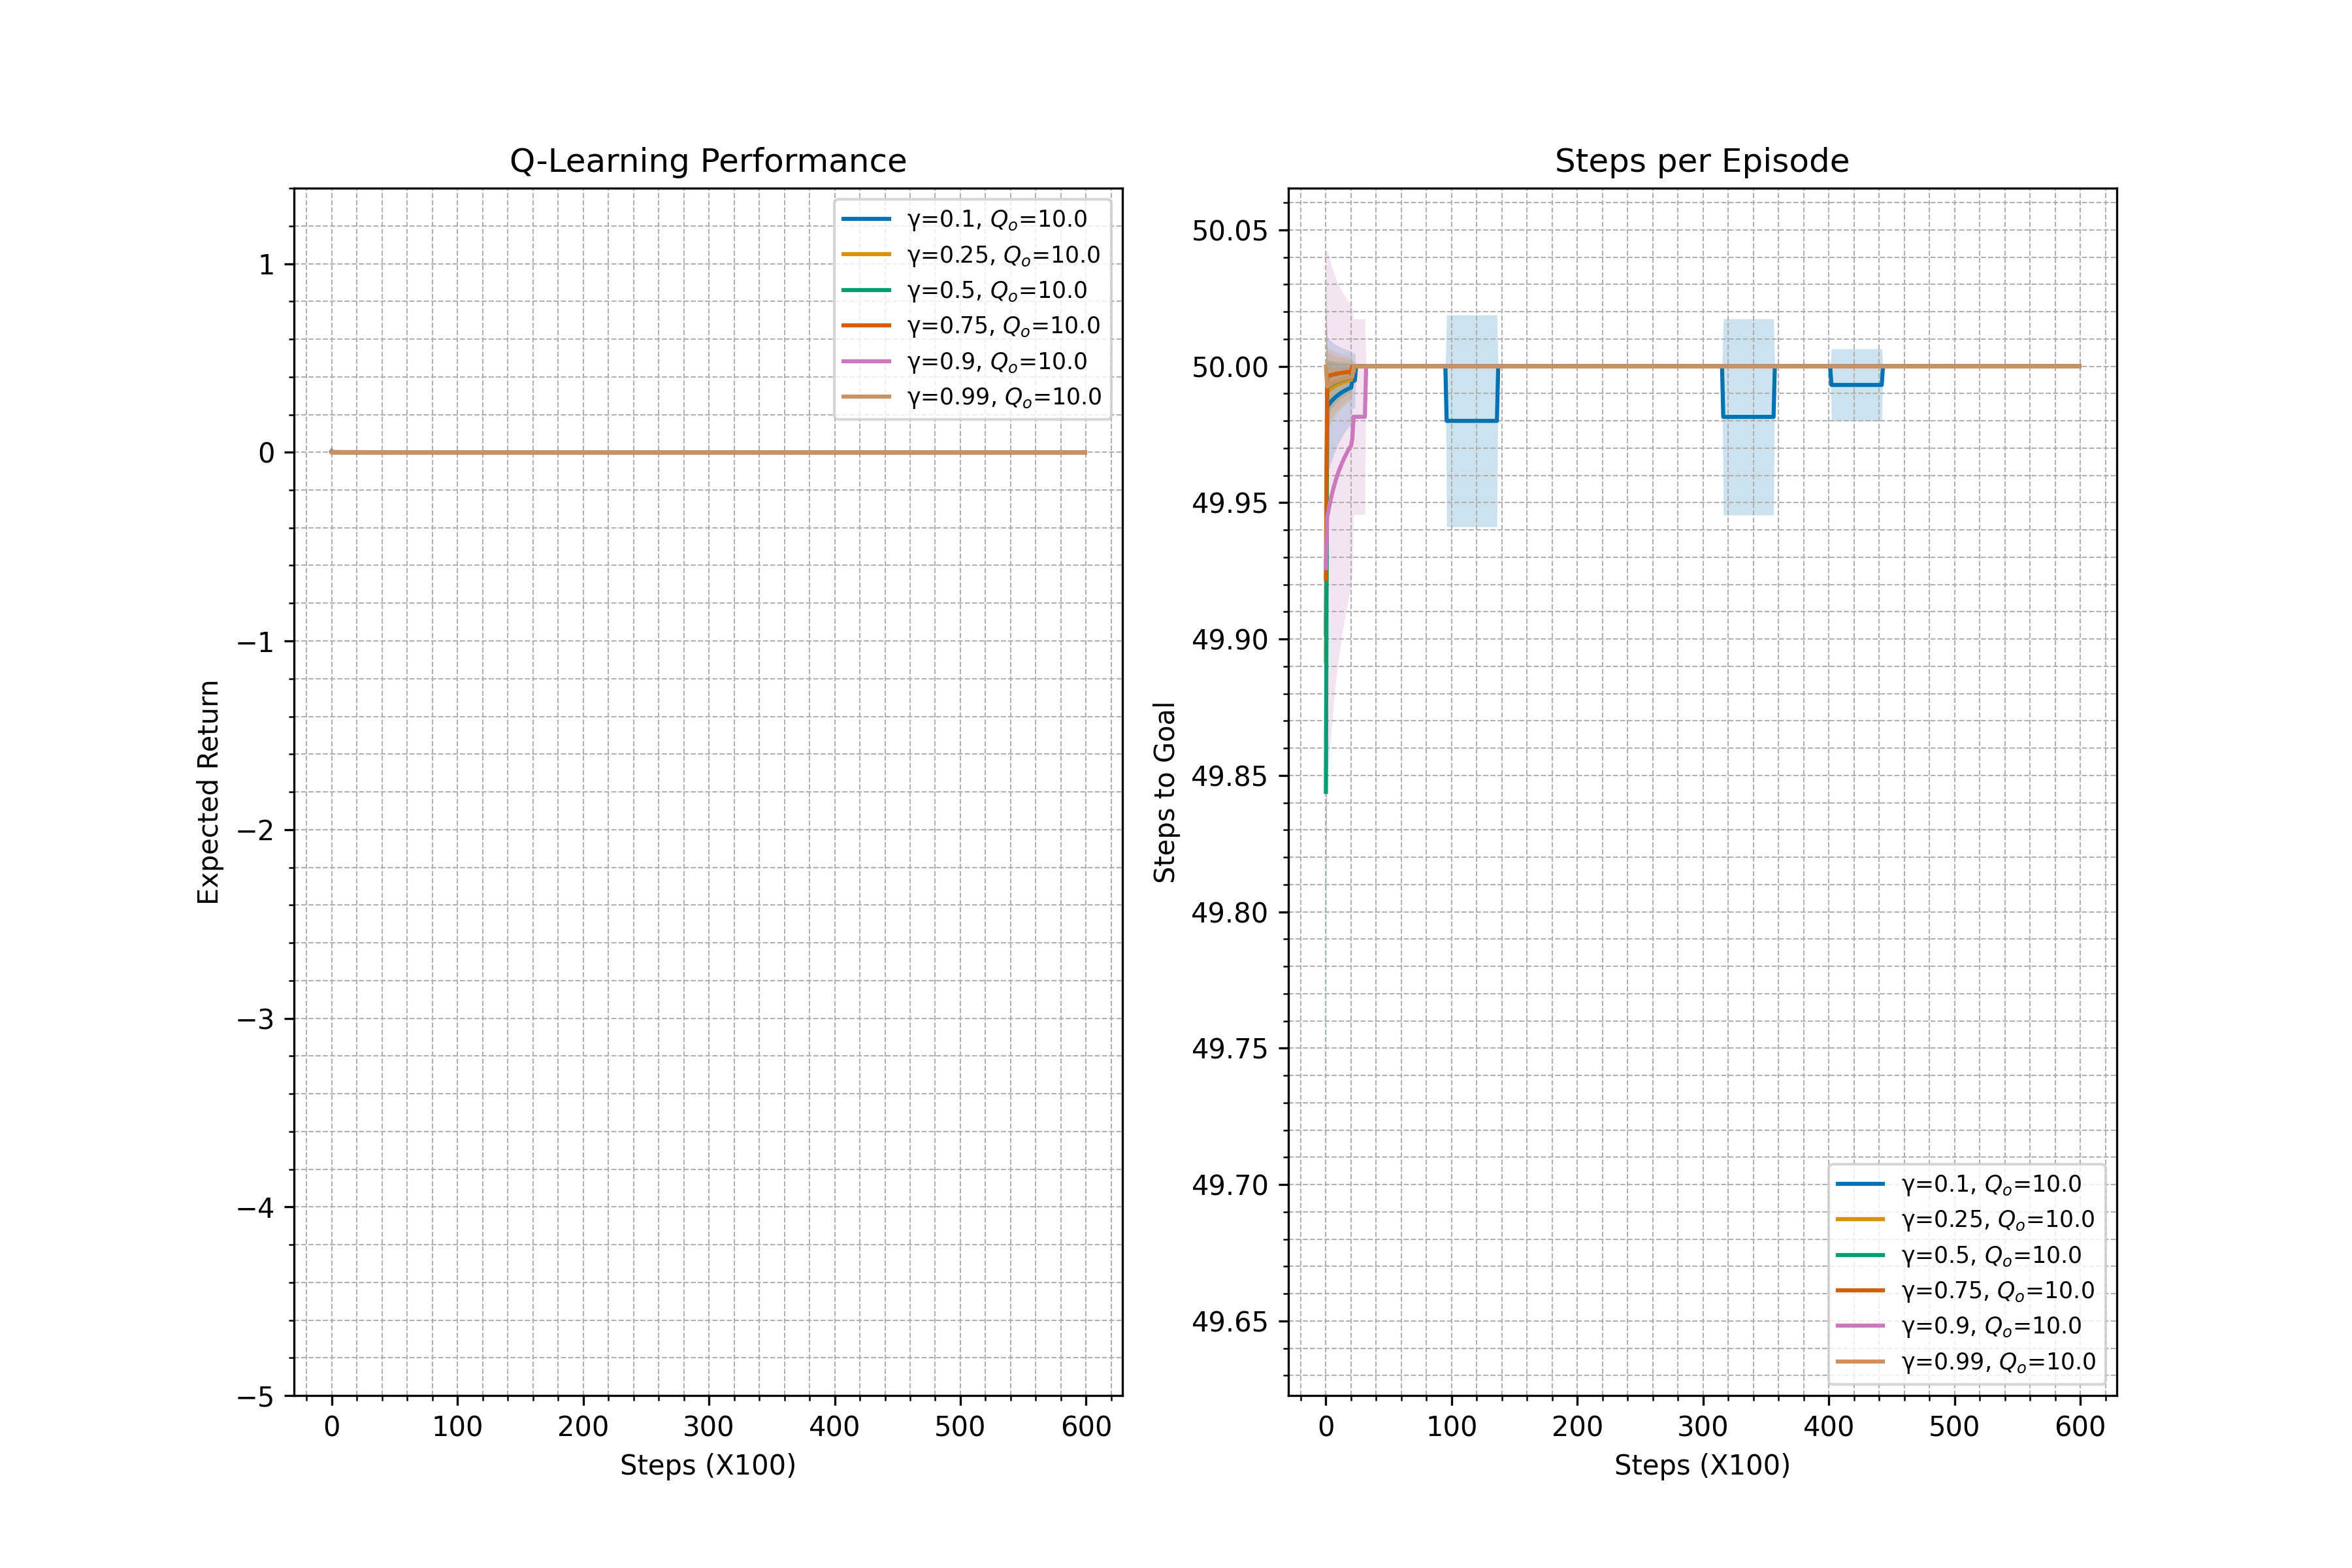 Q-Learning Performance
1
0
−1
−2
−3
−4
−5
Expected Return
0 100 200 300 400 500 600
Steps (X100)
γ=0.1, Qo=10.0
γ=0.25, Qo=10.0
γ=0.5, Qo=10.0
γ=0.75, Qo=10.0
γ=0.9, Qo=10.0
γ=0.99, Qo=10.0
Steps per Episode
50.05
50.00
49.95
49.90
49.85
49.80
49.75
49.70
49.65
Steps to Goal
0 100 200 300 400 500 600
Steps (X100)
γ=0.1, Qo=10.0
γ=0.25, Qo=10.0
γ=0.5, Qo=10.0
γ=0.75, Qo=10.0
γ=0.9, Qo=10.0
γ=0.99, Qo=10.0